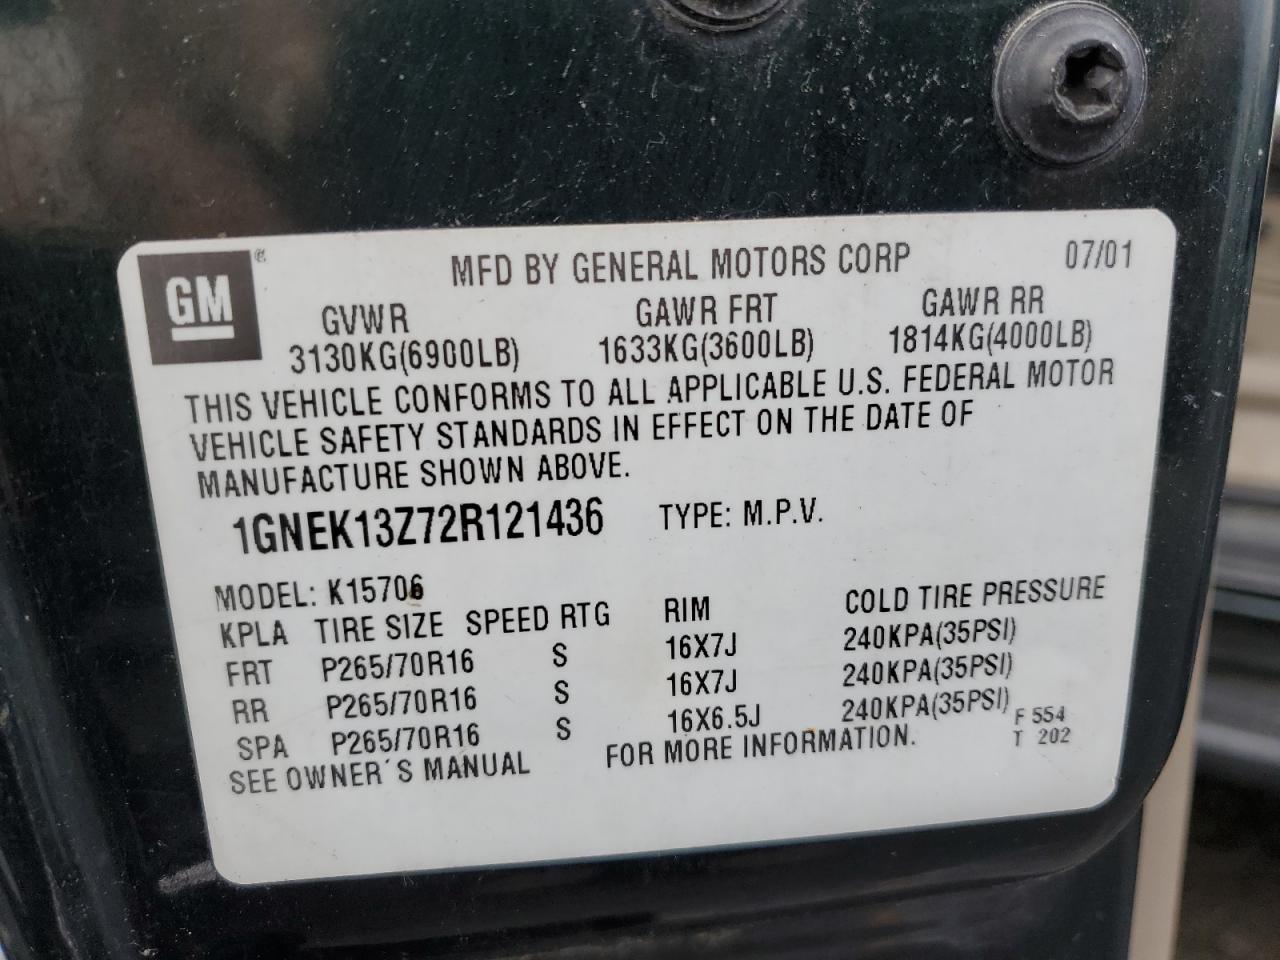 GM ®
MFD BY GENERAL MOTORS CORP 07/01
GVWR GAWR FRT GAWR RR
3130KG(6900LB) 1633KG(3600LB) 1814KG(4000LB)
THIS VEHICLE CONFORMS TO ALL APPLICABLE U.S. FEDERAL MOTOR
VEHICLE SAFETY STANDARDS IN EFFECT ON THE DATE OF
MANUFACTURE SHOWN ABOVE.
1GNEK13Z72R121436 TYPE: M.P.V.
MODEL: K15706
KPLA TIRE SIZE SPEED RTG RIM COLD TIRE PRESSURE
FRT P265/70R16 S 16X7J 240KPA(35PSI)
RR P265/70R16 S 16X7J 240KPA(35PSI)
SPA P265/70R16 S 16X6.5J 240KPA(35PSI) F 554
SEE OWNER'S MANUAL FOR MORE INFORMATION. T 202